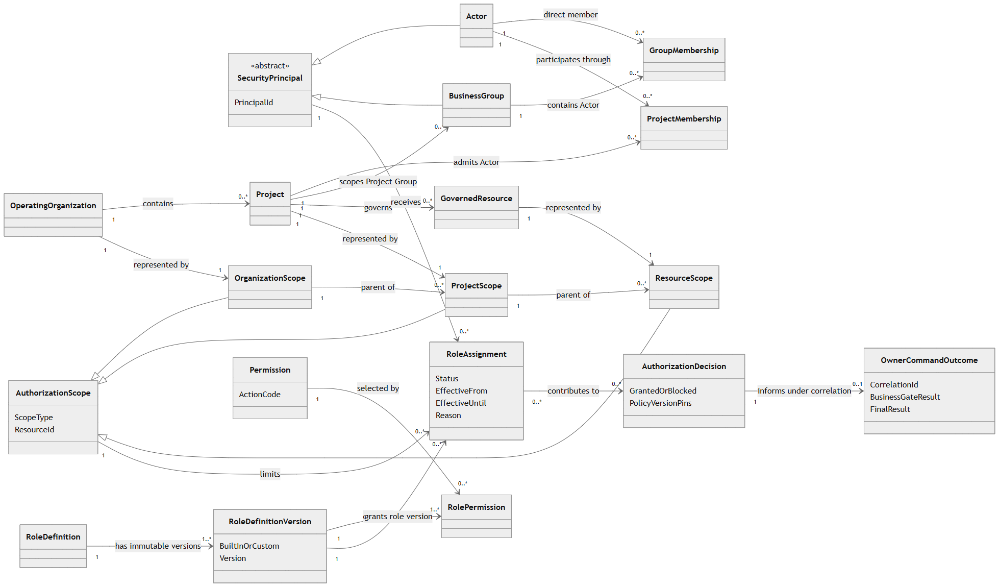 Actor
direct member
1
0..*
GroupMembership
«abstract»
SecurityPrincipal
PrincipalId
1
participates through
1
0..*
BusinessGroup
contains Actor
1
0..*
ProjectMembership
0..*
admits Actor
0..*
scopes Project Group
OperatingOrganization
contains
1
0..*
Project
1
1
1
1
governs
receives
0..*
GovernedResource
represented by
1
1
represented by
1
represented by
1
1
OrganizationScope
parent of
1
0..*
ProjectScope
parent of
1
0..*
ResourceScope
0..*
RoleAssignment
Status
EffectiveFrom
EffectiveUntil
Reason
Permission
ActionCode
selected by
1
contributes to
0..*
0..*
AuthorizationDecision
GrantedOrBlocked
PolicyVersionPins
informs under correlation
1
0..1
OwnerCommandOutcome
CorrelationId
BusinessGateResult
FinalResult
AuthorizationScope
ScopeType
ResourceId
1
limits
0..*
0..*
0..*
RolePermission
RoleDefinition
has immutable versions
1
1..*
RoleDefinitionVersion
BuiltInOrCustom
Version
1
1
grants role version
1..*